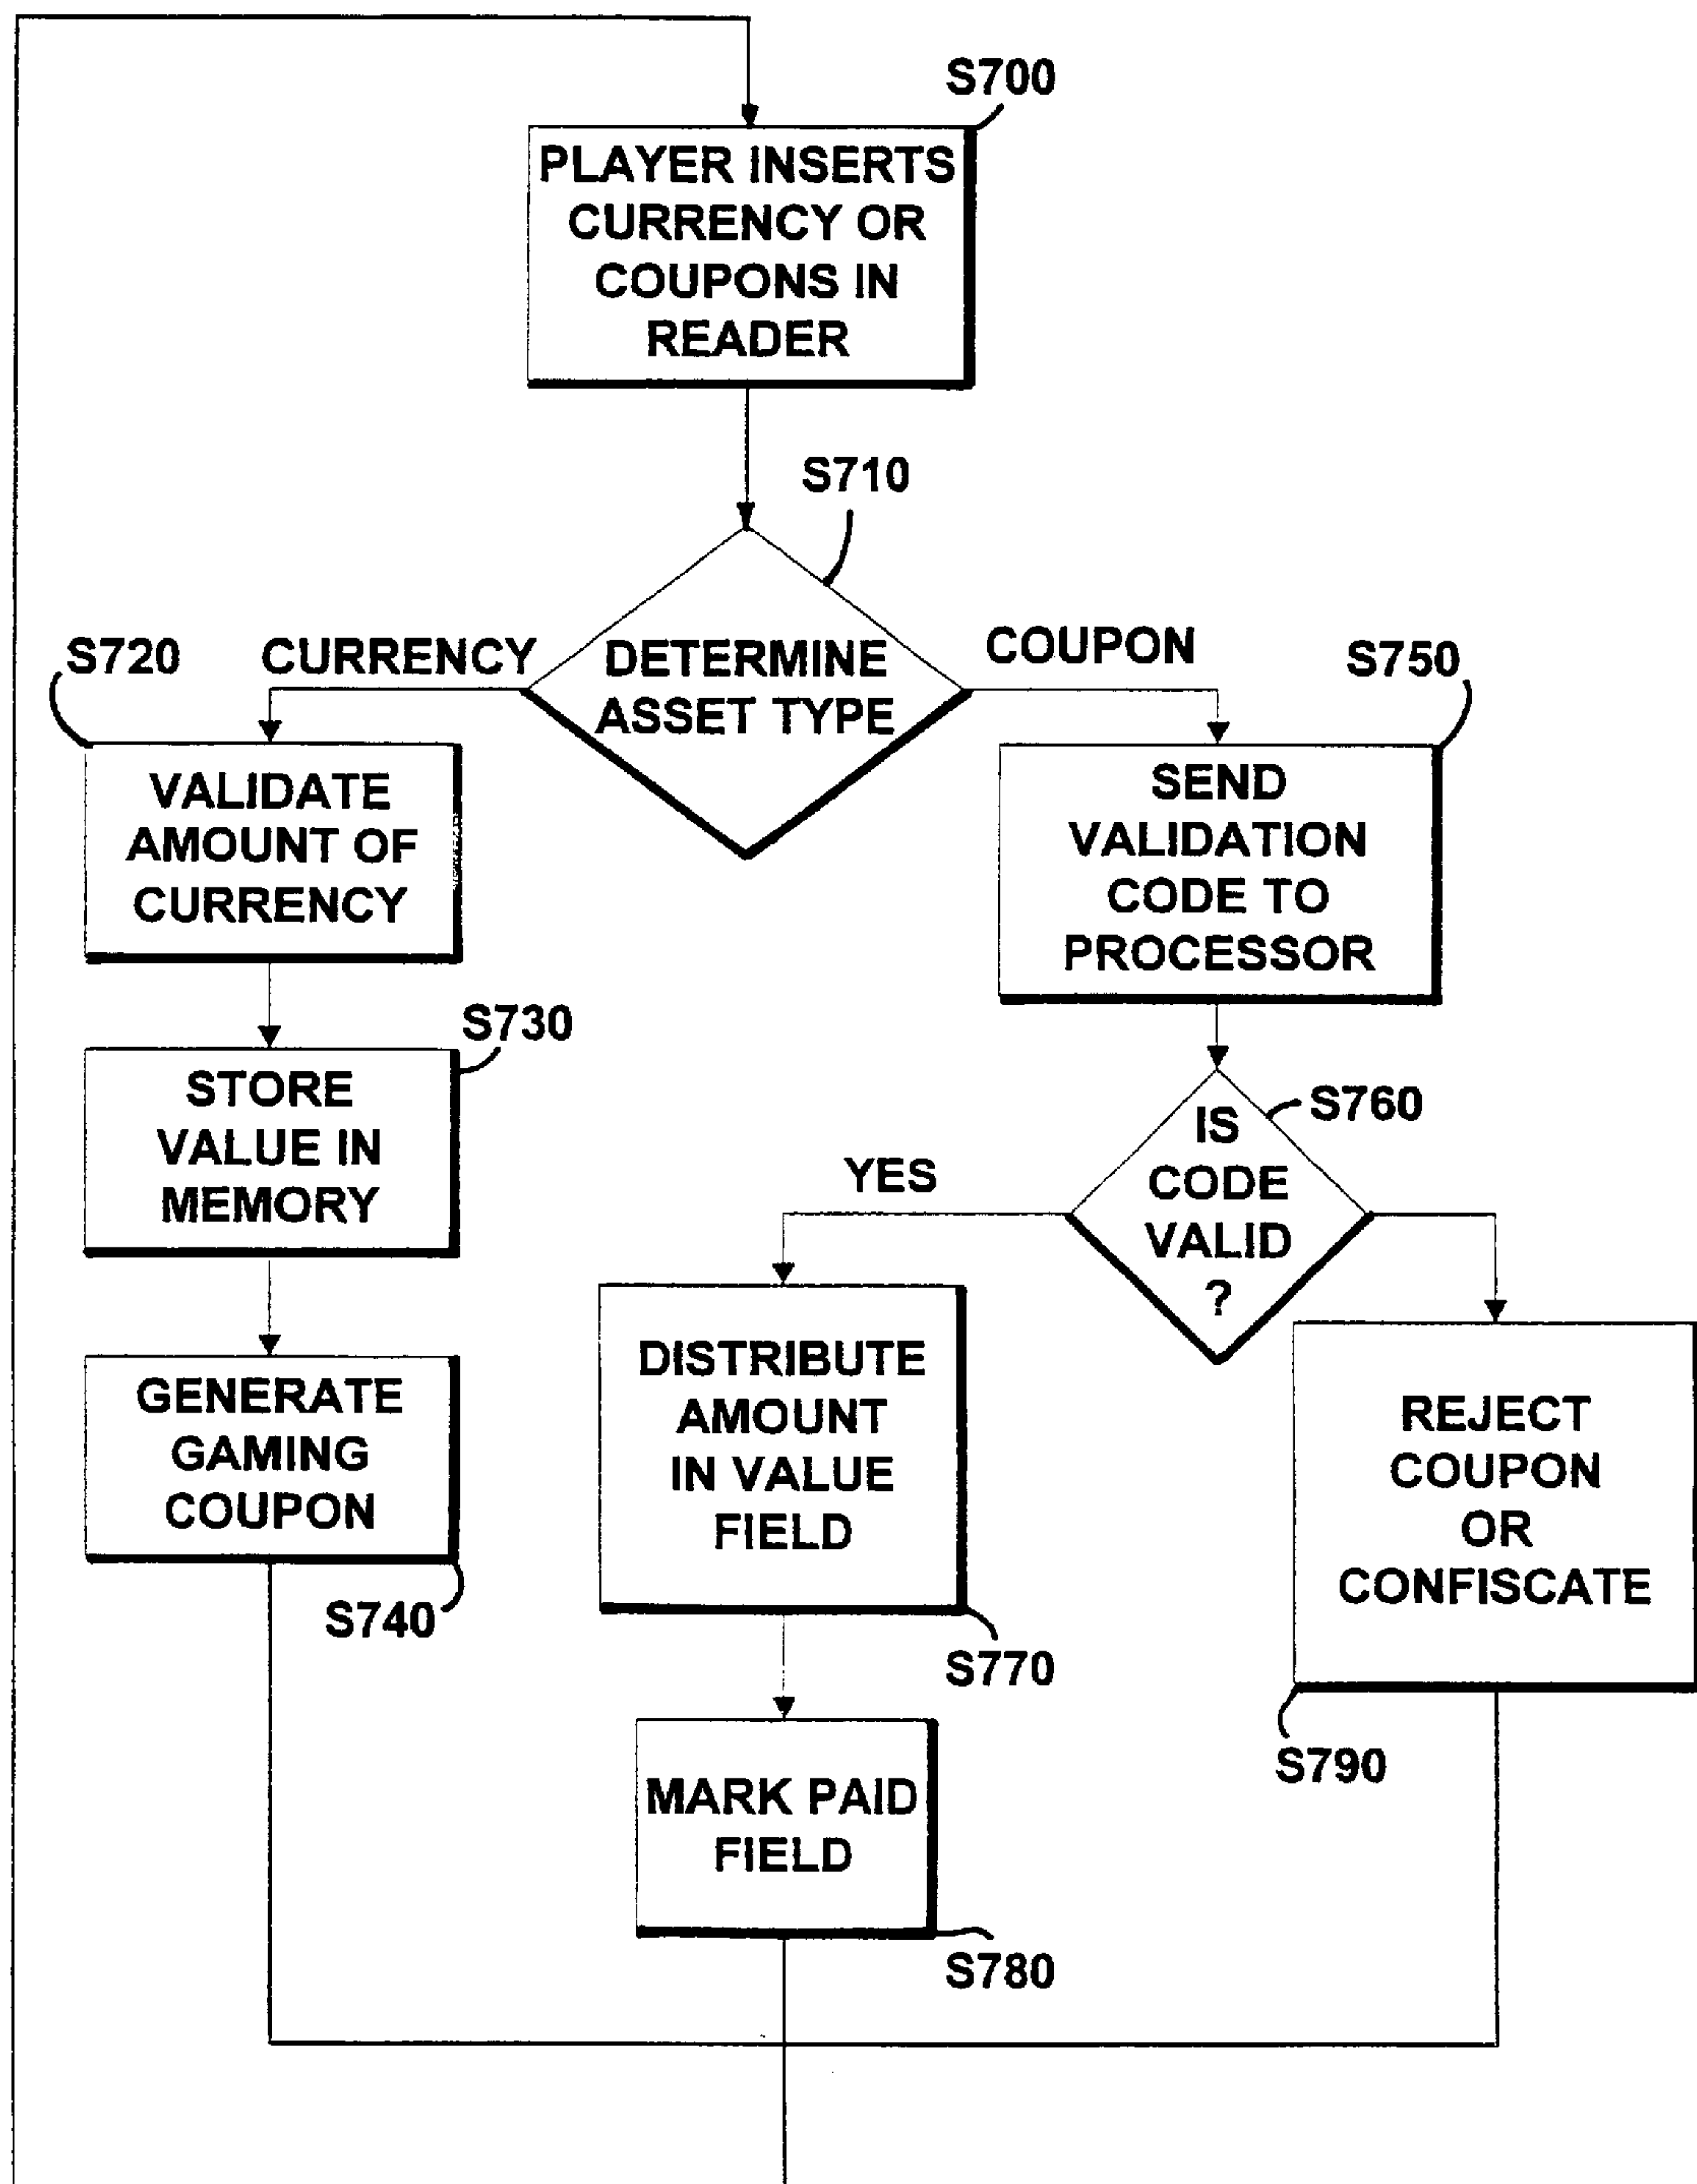 S700
PLAYER INSERTS
CURRENCY OR
COUPONS IN
READER
S710
DETERMINE
ASSET TYPE
CURRENCY
COUPON
S720
VALIDATE
AMOUNT OF
CURRENCY
S730
STORE
VALUE IN
MEMORY
GENERATE
GAMING
COUPON
S740
S750
SEND
VALIDATION
CODE TO
PROCESSOR
S760
IS
CODE
VALID
?
YES
DISTRIBUTE
AMOUNT
IN VALUE
FIELD
S770
MARK PAID
FIELD
S780
REJECT
COUPON
OR
CONFISCATE
S790